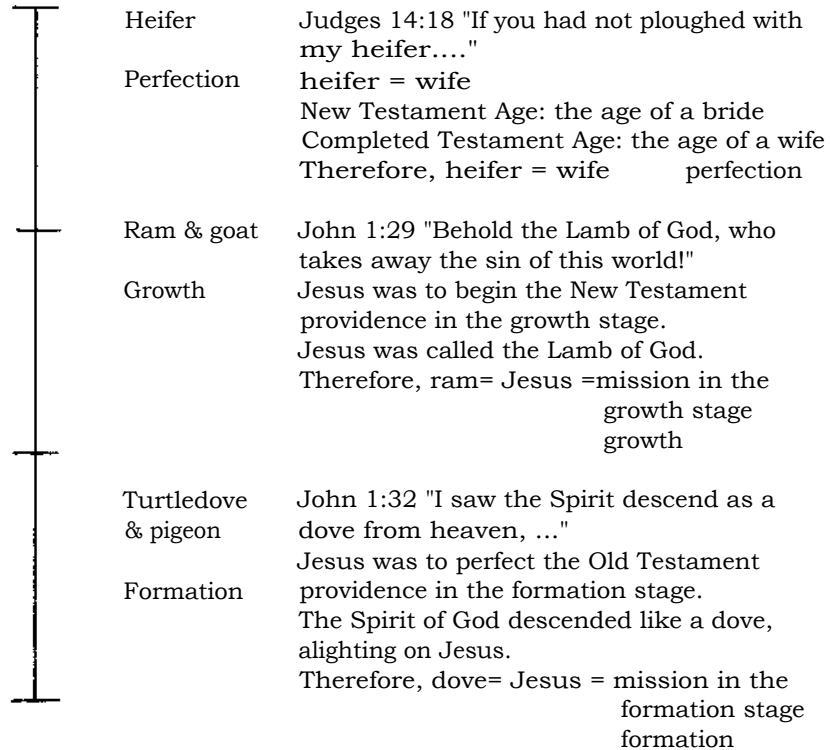 Heifer Judges 14:18 "If you had not ploughed with
my heifer...."
Perfection heifer = wife
New Testament Age: the age of a bride
Completed Testament Age: the age of a wife
Therefore, heifer = wife perfection
Ram & goat John 1:29 "Behold the Lamb of God, who
takes away the sin of this world!"
Growth Jesus was to begin the New Testament
providence in the growth stage.
Jesus was called the Lamb of God.
Therefore, ram= Jesus =mission in the
growth stage
growth
Turtledove John 1:32 "I saw the Spirit descend as a
& pigeon dove from heaven, ..."
Jesus was to perfect the Old Testament
Formation providence in the formation stage.
The Spirit of God descended like a dove,
alighting on Jesus.
Therefore, dove= Jesus = mission in the
formation stage
formation